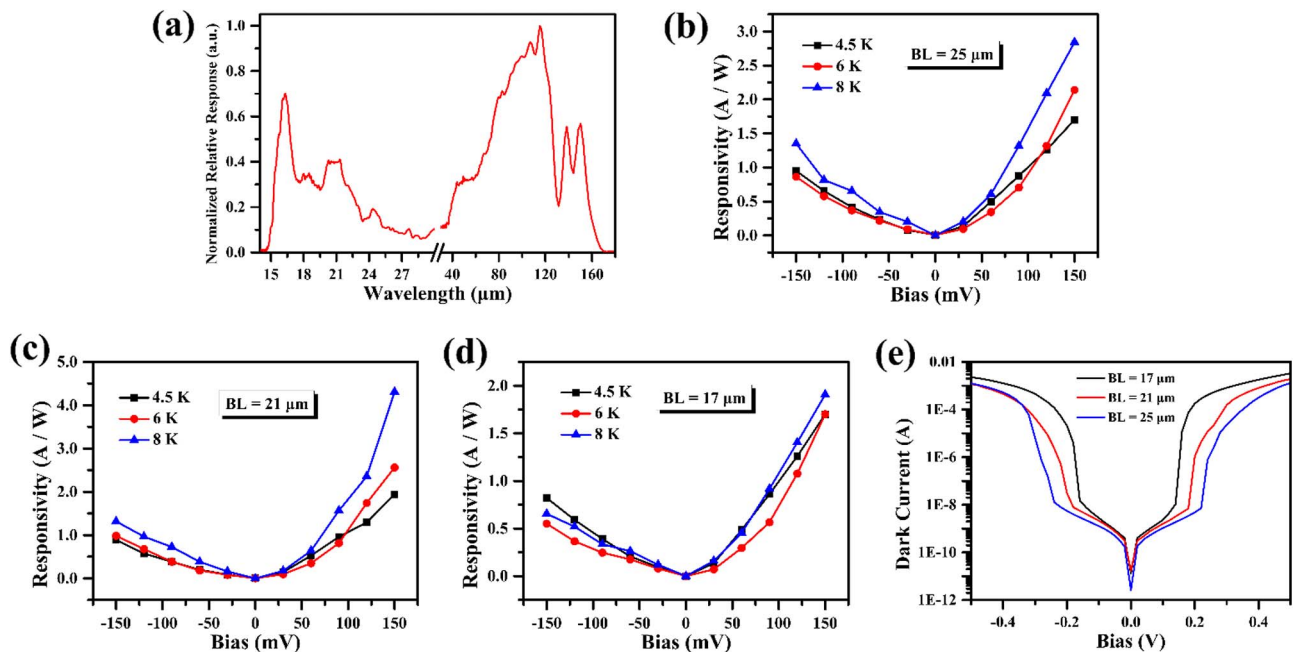 (a)
Normalized Relative Response (a.u.)
1.0
0.8
0.6
0.4
0.2
0.0
15 18 21 24 27 40 80 120 160
Wavelength (μm)
(b)
Responsivity (A / W)
3.0
2.5
2.0
1.5
1.0
0.5
0.0
4.5 K
6 K
8 K
BL = 25 μm
-150 -100 -50 0 50 100 150
Bias (mV)
(c)
Responsivity (A / W)
5.0
4.0
3.0
2.0
1.0
0.0
4.5 K
6 K
8 K
BL = 21 μm
-150 -100 -50 0 50 100 150
Bias (mV)
(d)
Responsivity (A / W)
2.0
1.5
1.0
0.5
0.0
4.5 K
6 K
8 K
BL = 17 μm
-150 -100 -50 0 50 100 150
Bias (mV)
(e)
Dark Current (A)
0.01
1E-4
1E-6
1E-8
1E-10
1E-12
BL = 17 μm
BL = 21 μm
BL = 25 μm
-0.4 -0.2 0.0 0.2 0.4
Bias (V)